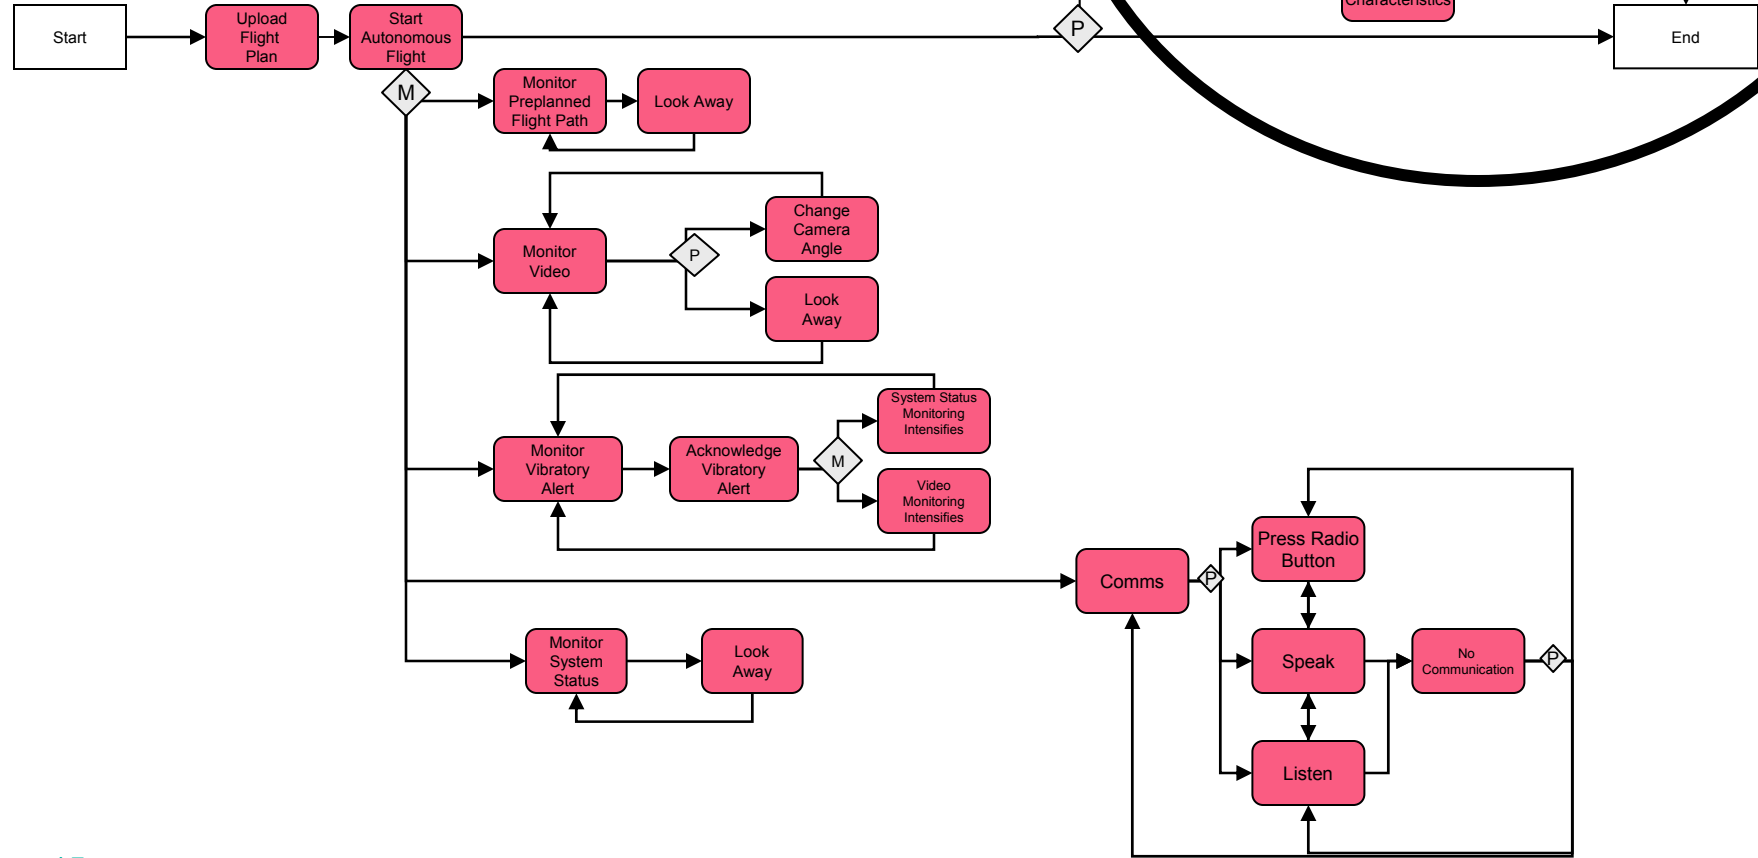 Characteristics
Start
Upload
Flight
Plan
Start
Autonomous
Flight
P
End
M
Monitor
Preplanned
Flight Path
Look Away
Change
Camera
Angle
Monitor
Video
P
Look
Away
System Status
Monitoring
Intensifies
Monitor
Vibratory
Alert
Acknowledge
Vibratory
Alert
M
Video
Monitoring
Intensifies
Press Radio
Button
Comms
P
Monitor
System
Status
Look
Away
Speak
No
Communication
P
Listen